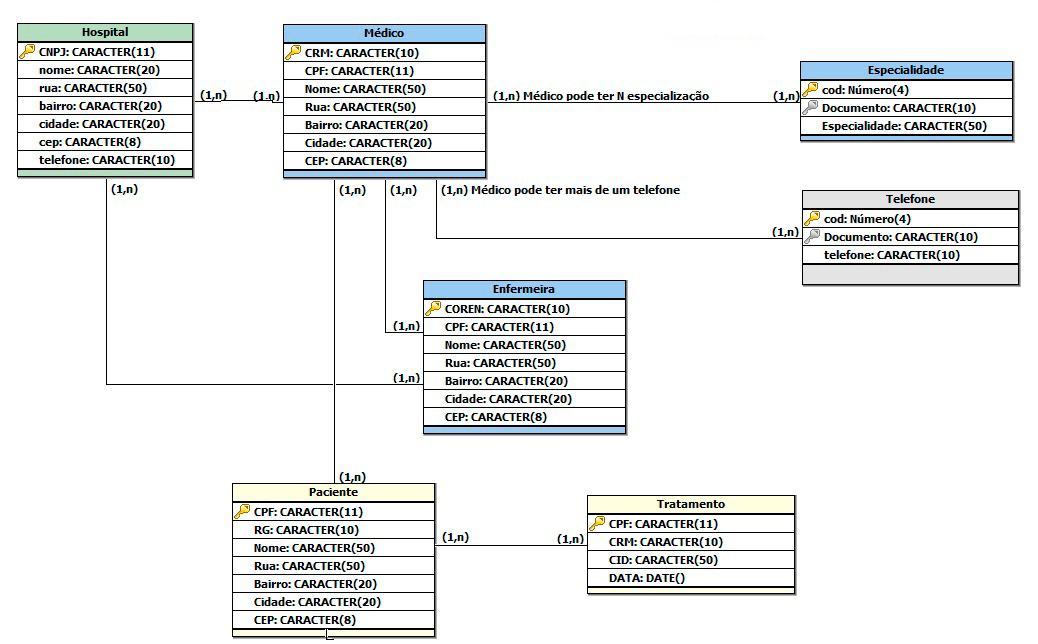 Hospital
CNPJ: CARACTER(11)
nome: CARACTER(20)
rua: CARACTER(50)
bairro: CARACTER(20)
cidade: CARACTER(20)
cep: CARACTER(8)
telefone: CARACTER(10)
(1,n)
(1,n)
(1,n)
Médico
CRM: CARACTER(10)
CPF: CARACTER(11)
Nome: CARACTER(50)
Rua: CARACTER(50)
Bairro: CARACTER(20)
Cidade: CARACTER(20)
CEP: CARACTER(8)
(1,n) Médico pode ter N especialização
(1,n)
Especialidade
cod: Número(4)
Documento: CARACTER(10)
Especialidade: CARACTER(50)
(1,n)
(1,n)
(1,n) Médico pode ter mais de um telefone
(1,n)
Telefone
cod: Número(4)
Documento: CARACTER(10)
telefone: CARACTER(10)
Enfermeira
COREN: CARACTER(10)
CPF: CARACTER(11)
Nome: CARACTER(50)
Rua: CARACTER(50)
Bairro: CARACTER(20)
Cidade: CARACTER(20)
CEP: CARACTER(8)
(1,n)
(1,n)
(1,n)
Paciente
CPF: CARACTER(11)
RG: CARACTER(10)
Nome: CARACTER(50)
Rua: CARACTER(50)
Bairro: CARACTER(20)
Cidade: CARACTER(20)
CEP: CARACTER(8)
(1,n)
(1,n)
Tratamento
CPF: CARACTER(11)
CRM: CARACTER(10)
CID: CARACTER(50)
DATA: DATE()